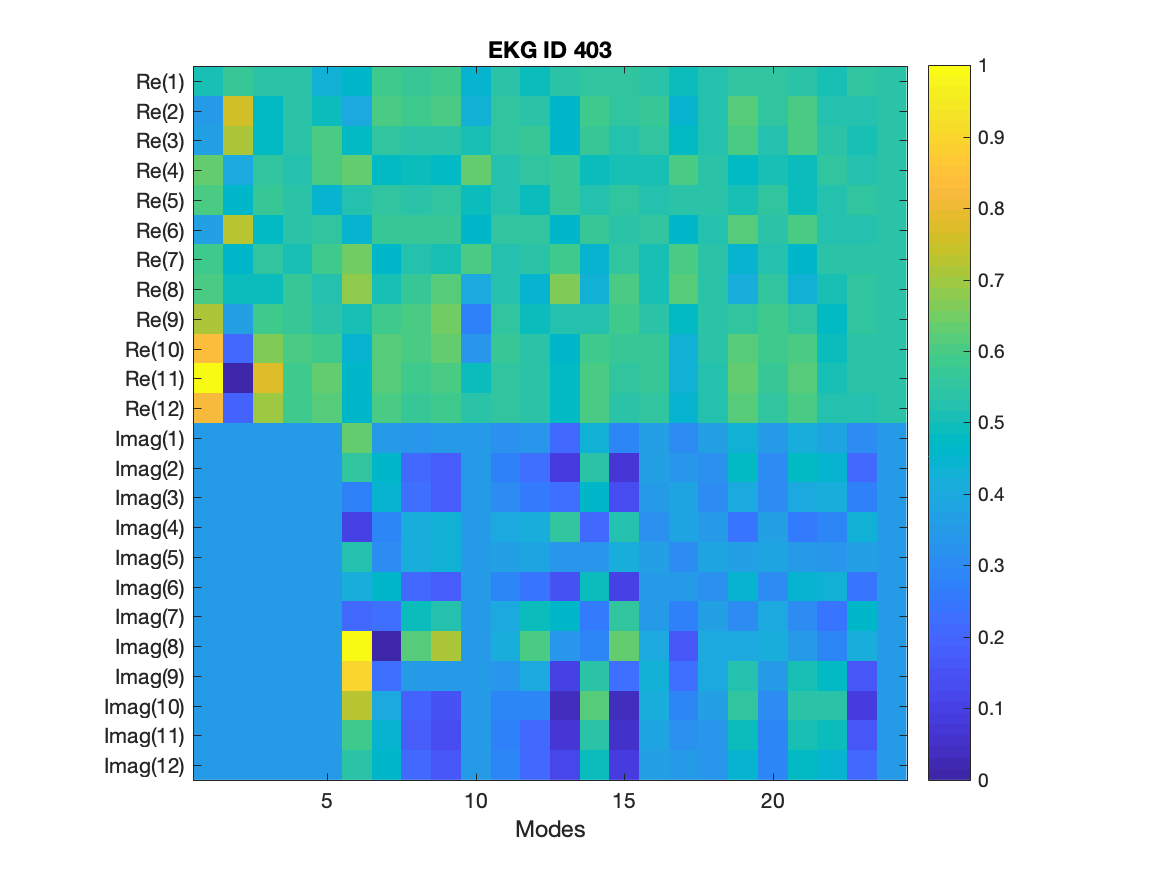 EKG ID 403
Re(1)
Re(2)
Re(3)
Re(4)
Re(5)
Re(6)
Re(7)
Re(8)
Re(9)
Re(10)
Re(11)
Re(12)
Imag(1)
Imag(2)
Imag(3)
Imag(4)
Imag(5)
Imag(6)
Imag(7)
Imag(8)
Imag(9)
Imag(10)
Imag(11)
Imag(12)
5 10 15 20
Modes
1
0.9
0.8
0.7
0.6
0.5
0.4
0.3
0.2
0.1
0